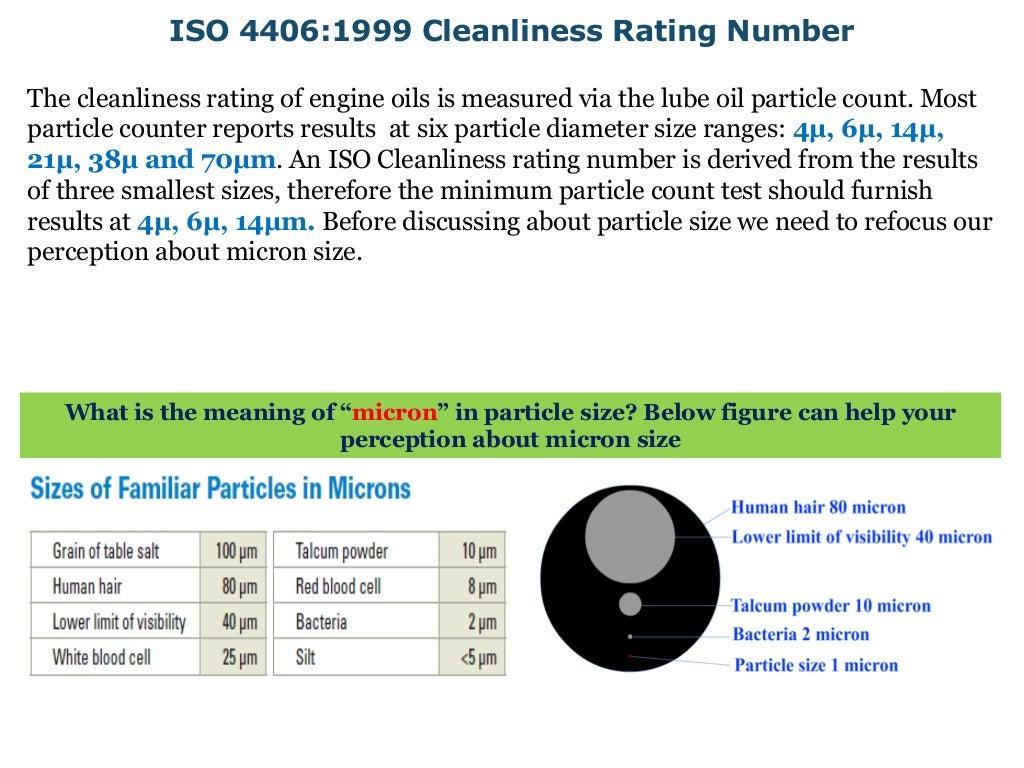 ISO 4406:1999 Cleanliness Rating Number
The cleanliness rating of engine oils is measured via the lube oil particle count. Most
particle counter reports results at six particle diameter size ranges: 4μ, 6μ, 14μ,
21μ, 38μ and 70μm. An ISO Cleanliness rating number is derived from the results
of three smallest sizes, therefore the minimum particle count test should furnish
results at 4μ, 6μ, 14μm. Before discussing about particle size we need to refocus our
perception about micron size.
What is the meaning of “micron” in particle size? Below figure can help your
perception about micron size
Sizes of Familiar Particles in Microns
Grain of table salt 100 μm Talcum powder 10 μm
Human hair 80 μm Red blood cell 8 μm
Lower limit of visibility 40 μm Bacteria 2 μm
White blood cell 25 μm Silt <5 μm
Human hair 80 micron
Lower limit of visibility 40 micron
Talcum powder 10 micron
Bacteria 2 micron
Particle size 1 micron